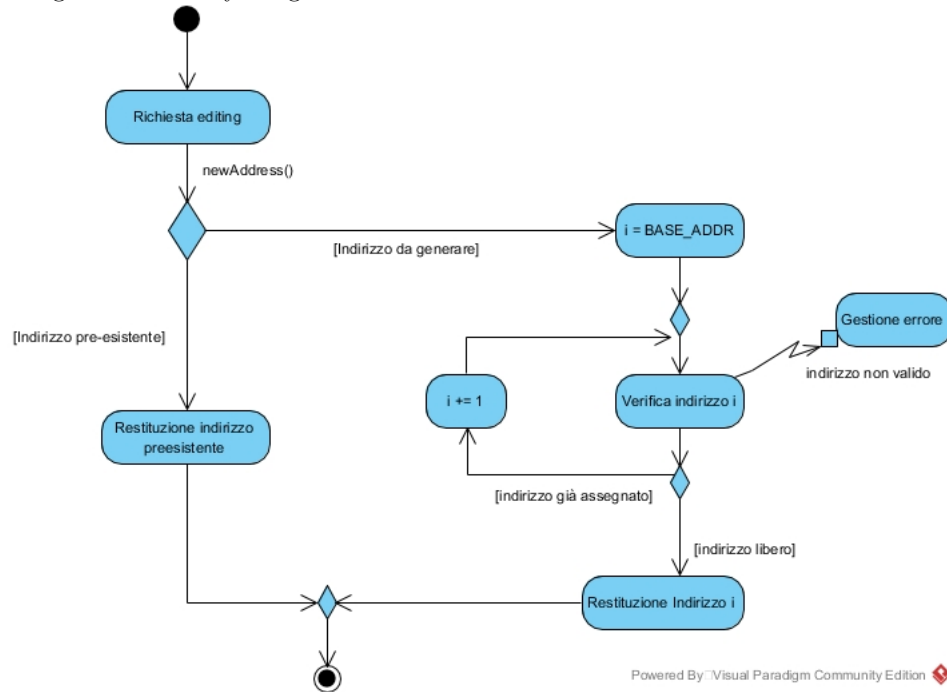 Richiesta editing
newAddress()
[Indirizzo da generare]
i = BASE_ADDR
[Indirizzo pre-esistente]
Gestione errore
indirizzo non valido
i += 1
Verifica indirizzo i
Restituzione indirizzo
preesistente
[indirizzo già assegnato]
[indirizzo libero]
Restituzione Indirizzo i
Powered By Visual Paradigm Community Edition